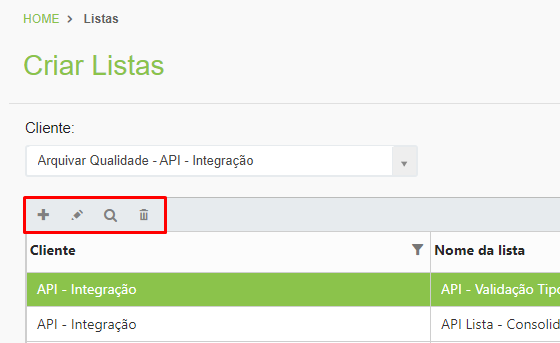 HOME > Listas
Criar Listas
Cliente:
Arquivar Qualidade - API - Integração
Cliente Nome da lista
API - Integração API - Validação Tipo
API - Integração API Lista - Consolid